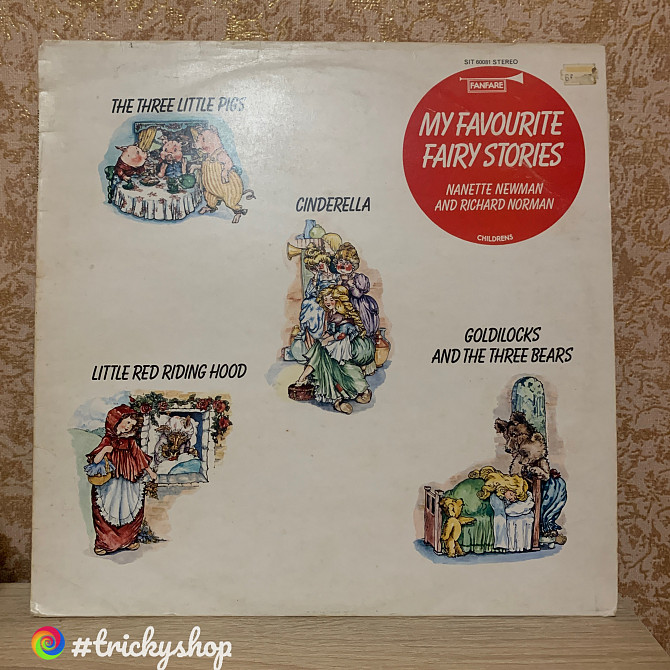 SIT 60081 STEREO
FANFARE
MY FAVOURITE
FAIRY STORIES
NANETTE NEWMAN
AND RICHARD NORMAN
CHILDRENS
THE THREE LITTLE PIGS
CINDERELLA
GOLDILOCKS
AND THE THREE BEARS
LITTLE RED RIDING HOOD
#trickyshop